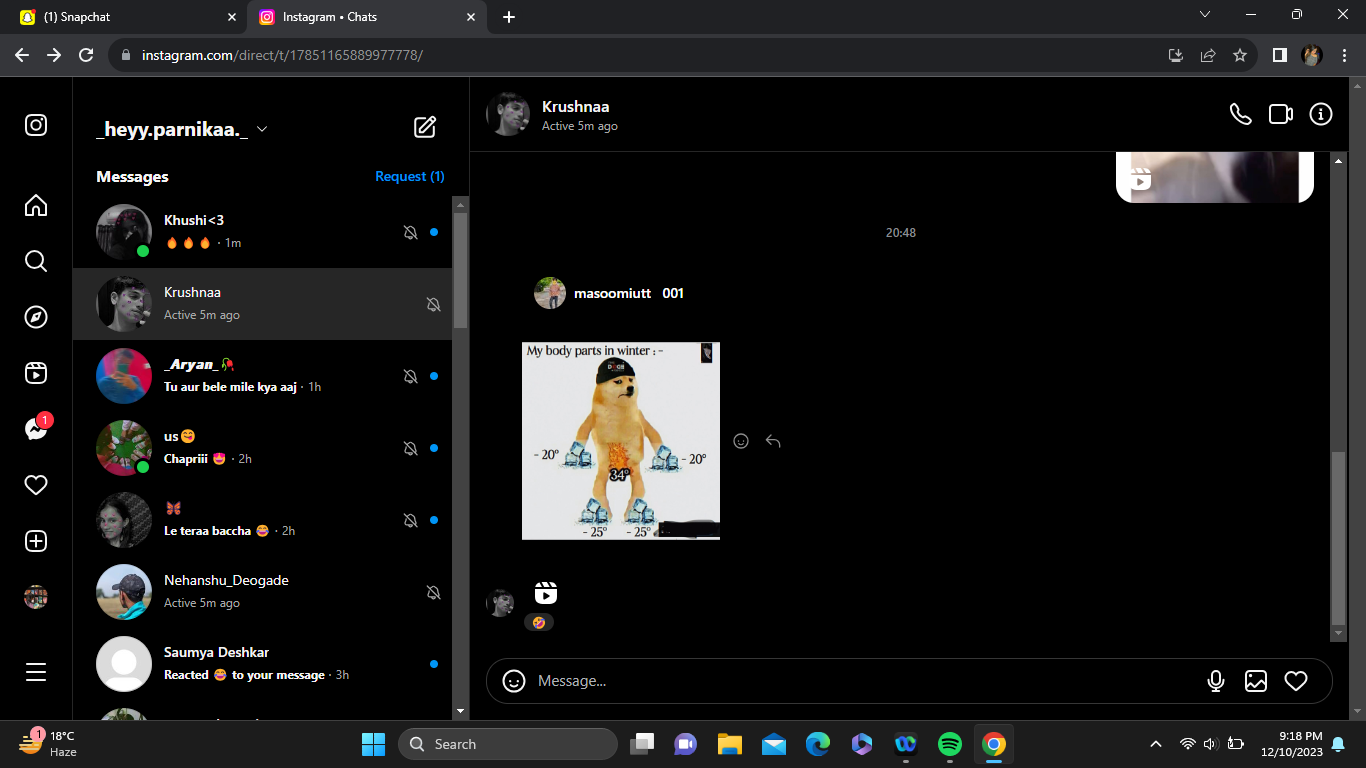 (1) Snapchat
Instagram • Chats
instagram.com/direct/t/17851165889977778/
_heyy.parnikaa._
Messages
Request (1)
Khushi<3
🔥🔥🔥 · 1m
Krushnaa
Active 5m ago
_Aryan_🥀
Tu aur bele mile kya aaj · 1h
us😋
Chapriii 🤩 · 2h
🦋
Le teraa baccha 😂 · 2h
Nehanshu_Deogade
Active 5m ago
Saumya Deshkar
Reacted 😂 to your message · 3h
1
Krushnaa
Active 5m ago
20:48
masoomiutt 001
My body parts in winter : -
DOGE
- 20°
- 20°
34°
- 25°
- 25°
🤣
Message...
1
18°C
Haze
Search
9:18 PM
12/10/2023